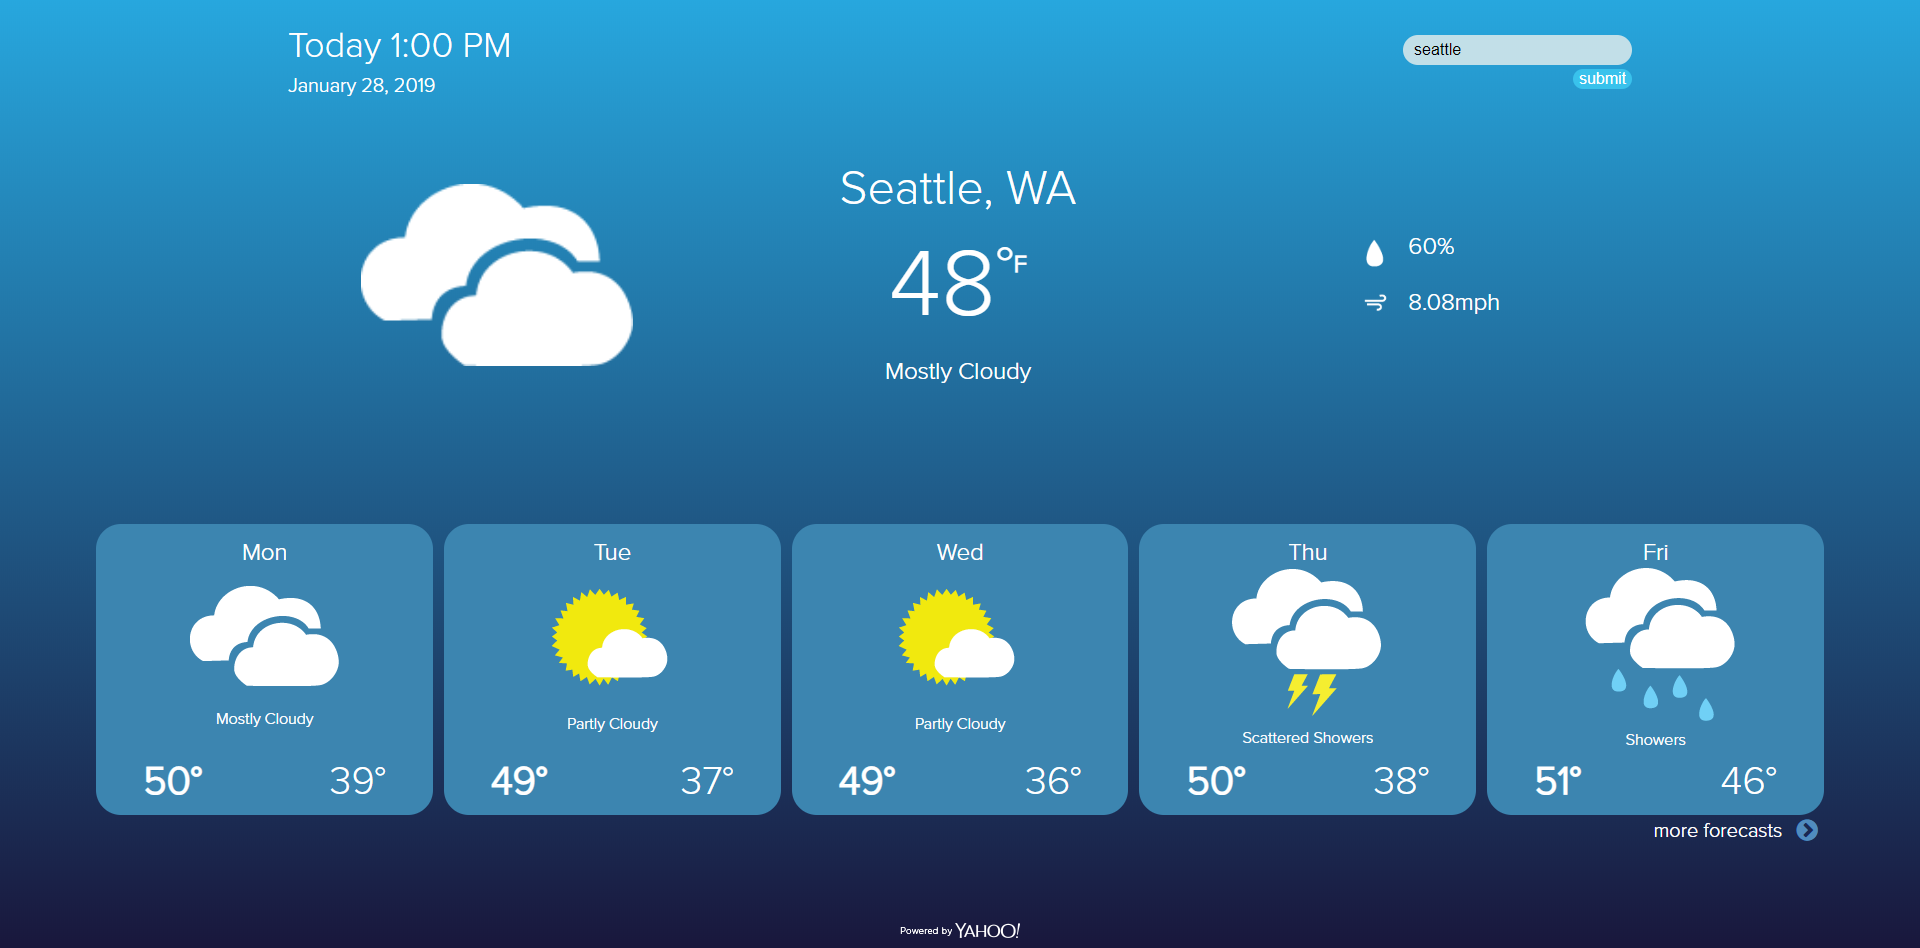 Today 1:00 PM
January 28, 2019
seattle
submit
Seattle, WA
48°F
Mostly Cloudy
60%
8.08mph
Mon
Mostly Cloudy
50° 39°
Tue
Partly Cloudy
49° 37°
Wed
Partly Cloudy
49° 36°
Thu
Scattered Showers
50° 38°
Fri
Showers
51° 46°
more forecasts
Powered by YAHOO!